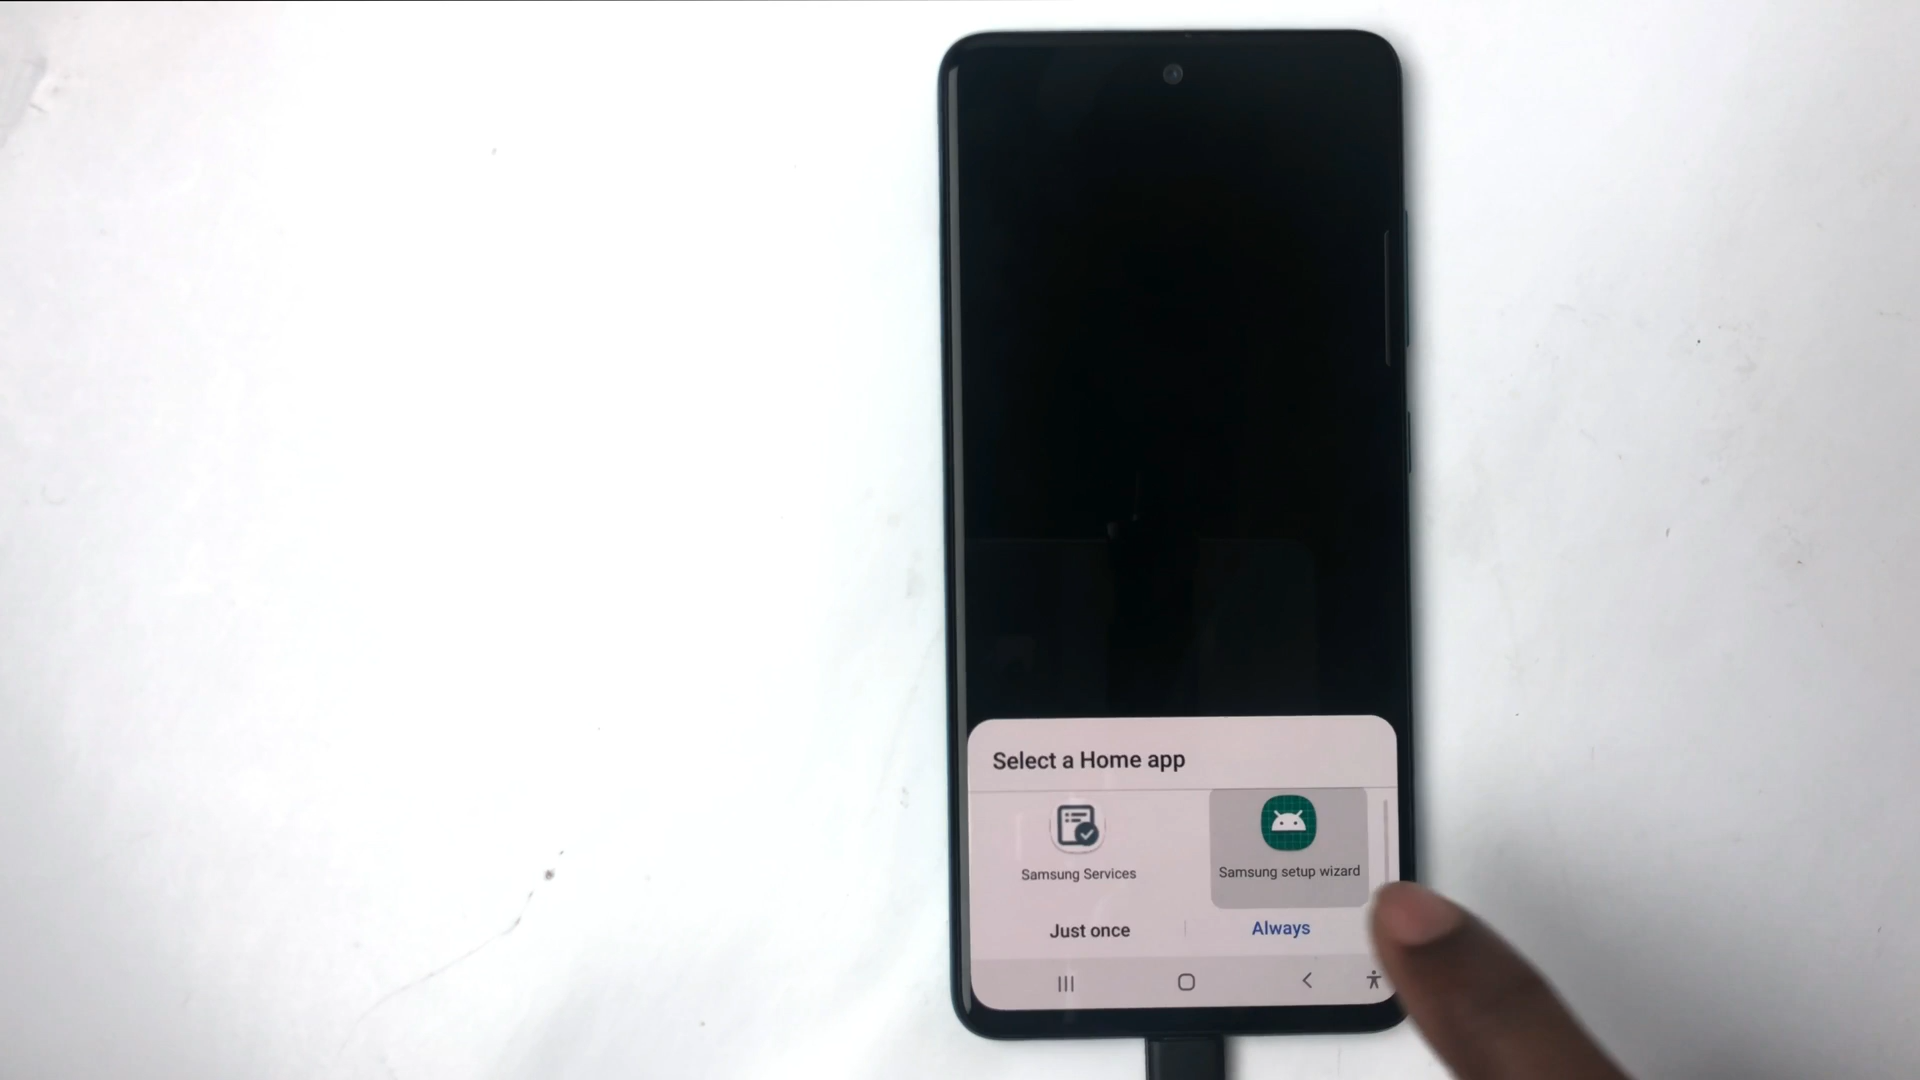 Select a Home app
Samsung Services
Samsung setup wizard
Just once
Always